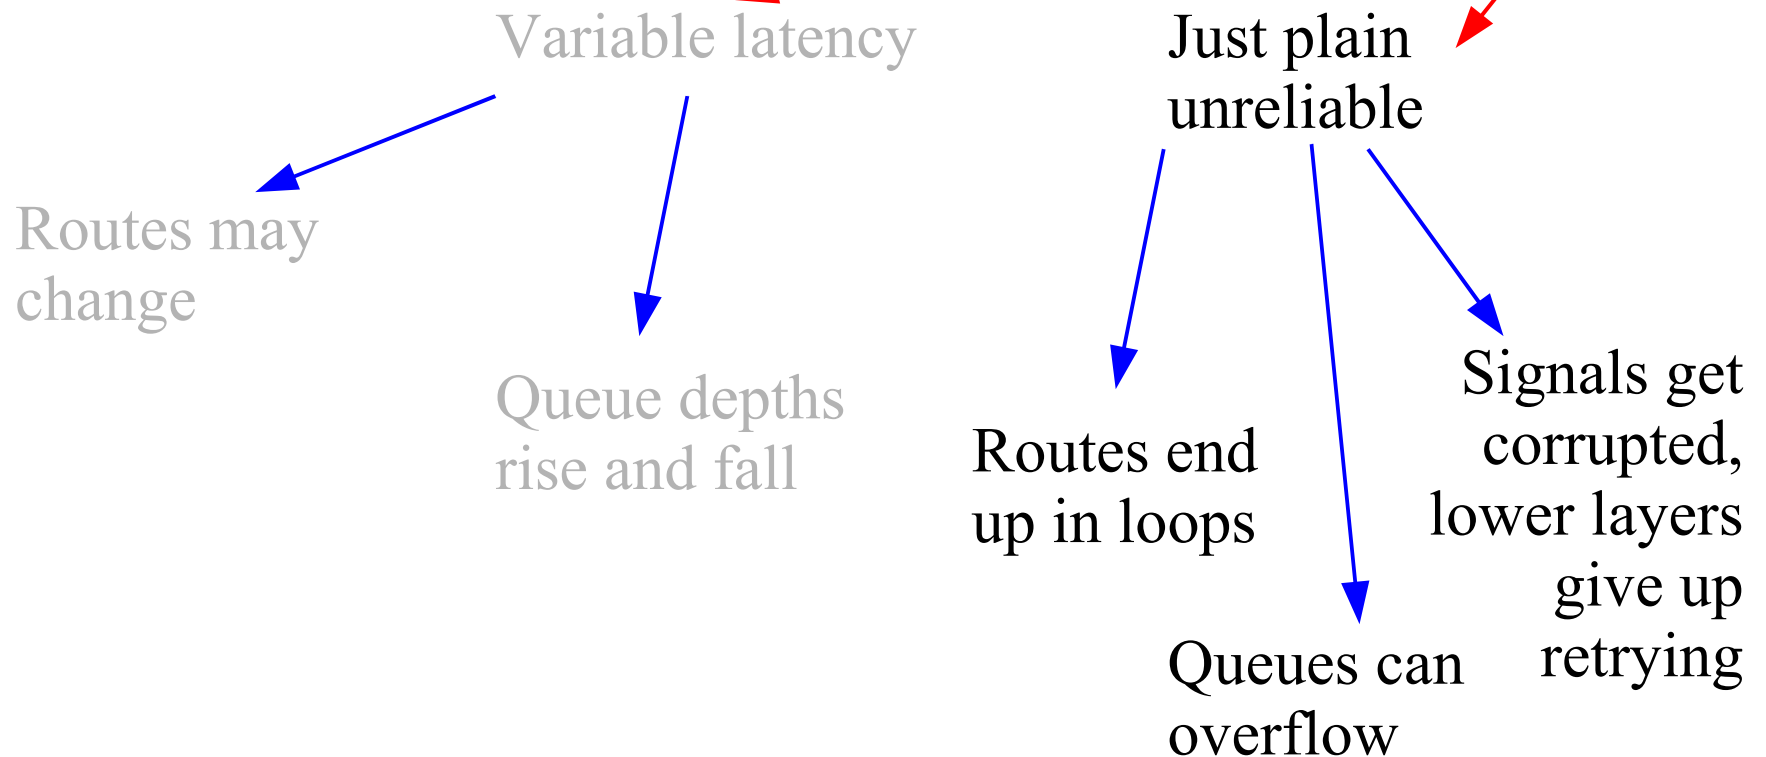 Variable latency
Just plain
unreliable
Routes may
change
Queue depths
rise and fall
Routes end
up in loops
Signals get
corrupted,
lower layers
give up
retrying
Queues can
overflow